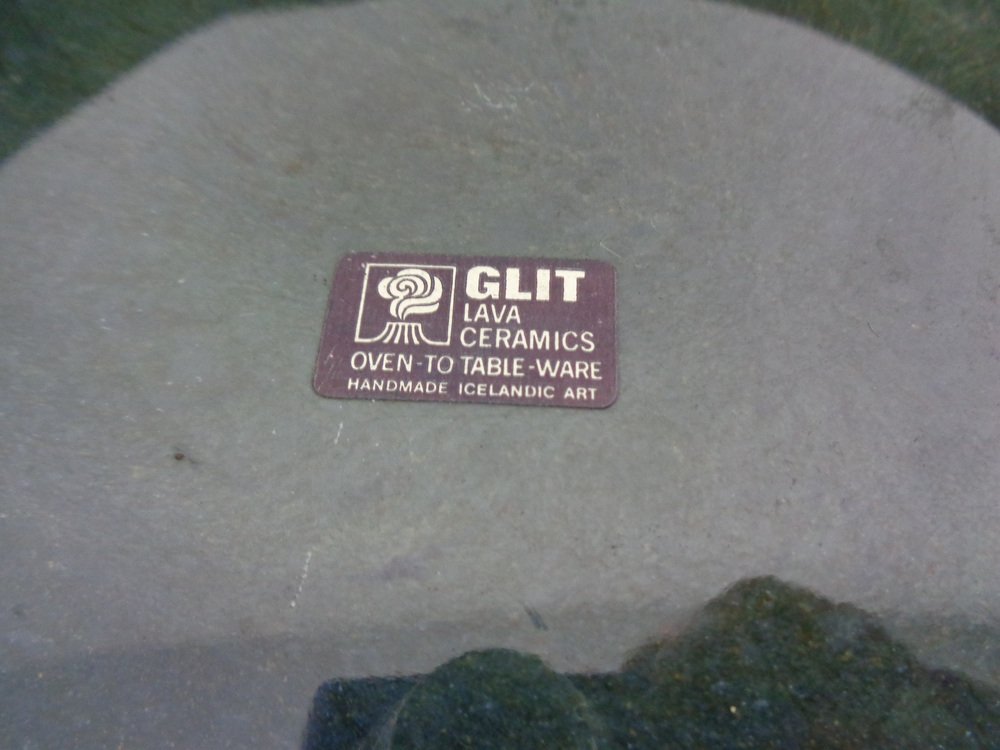 GLIT
LAVA
CERAMICS
OVEN-TO TABLE-WARE
HANDMADE ICELANDIC ART